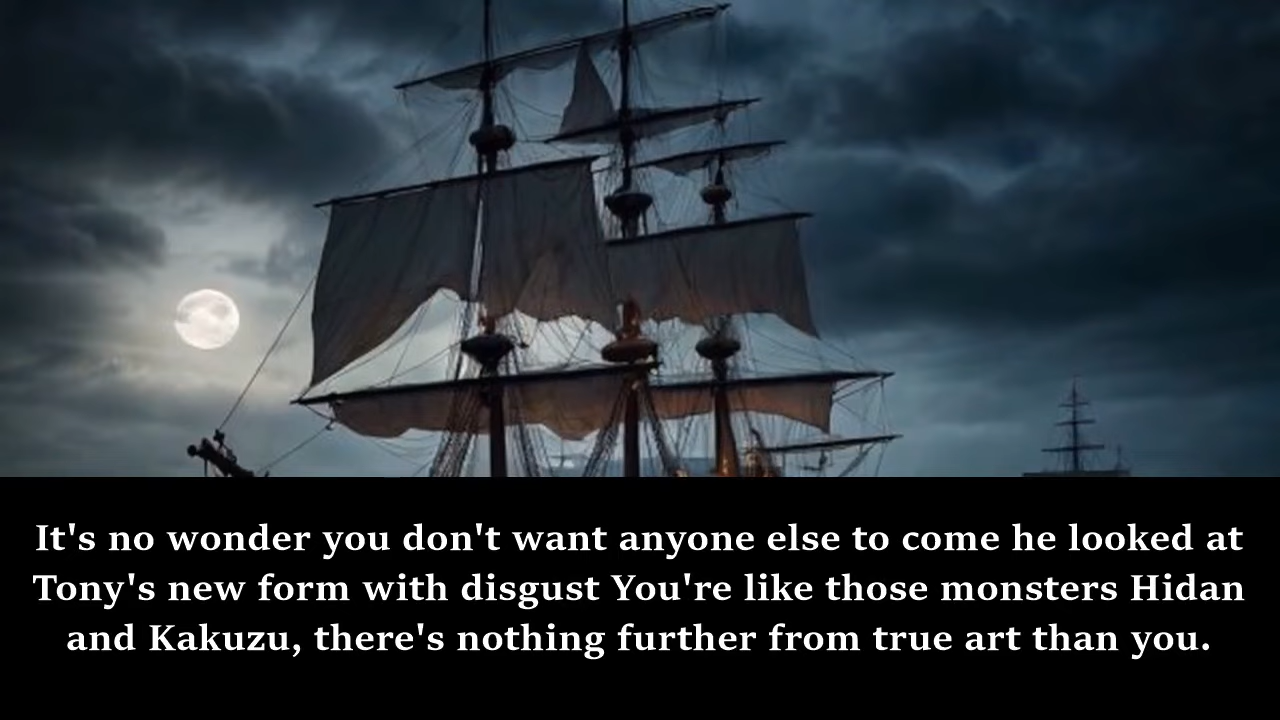 It's no wonder you don't want anyone else to come he looked at
Tony's new form with disgust You're like those monsters Hidan
and Kakuzu, there's nothing further from true art than you.